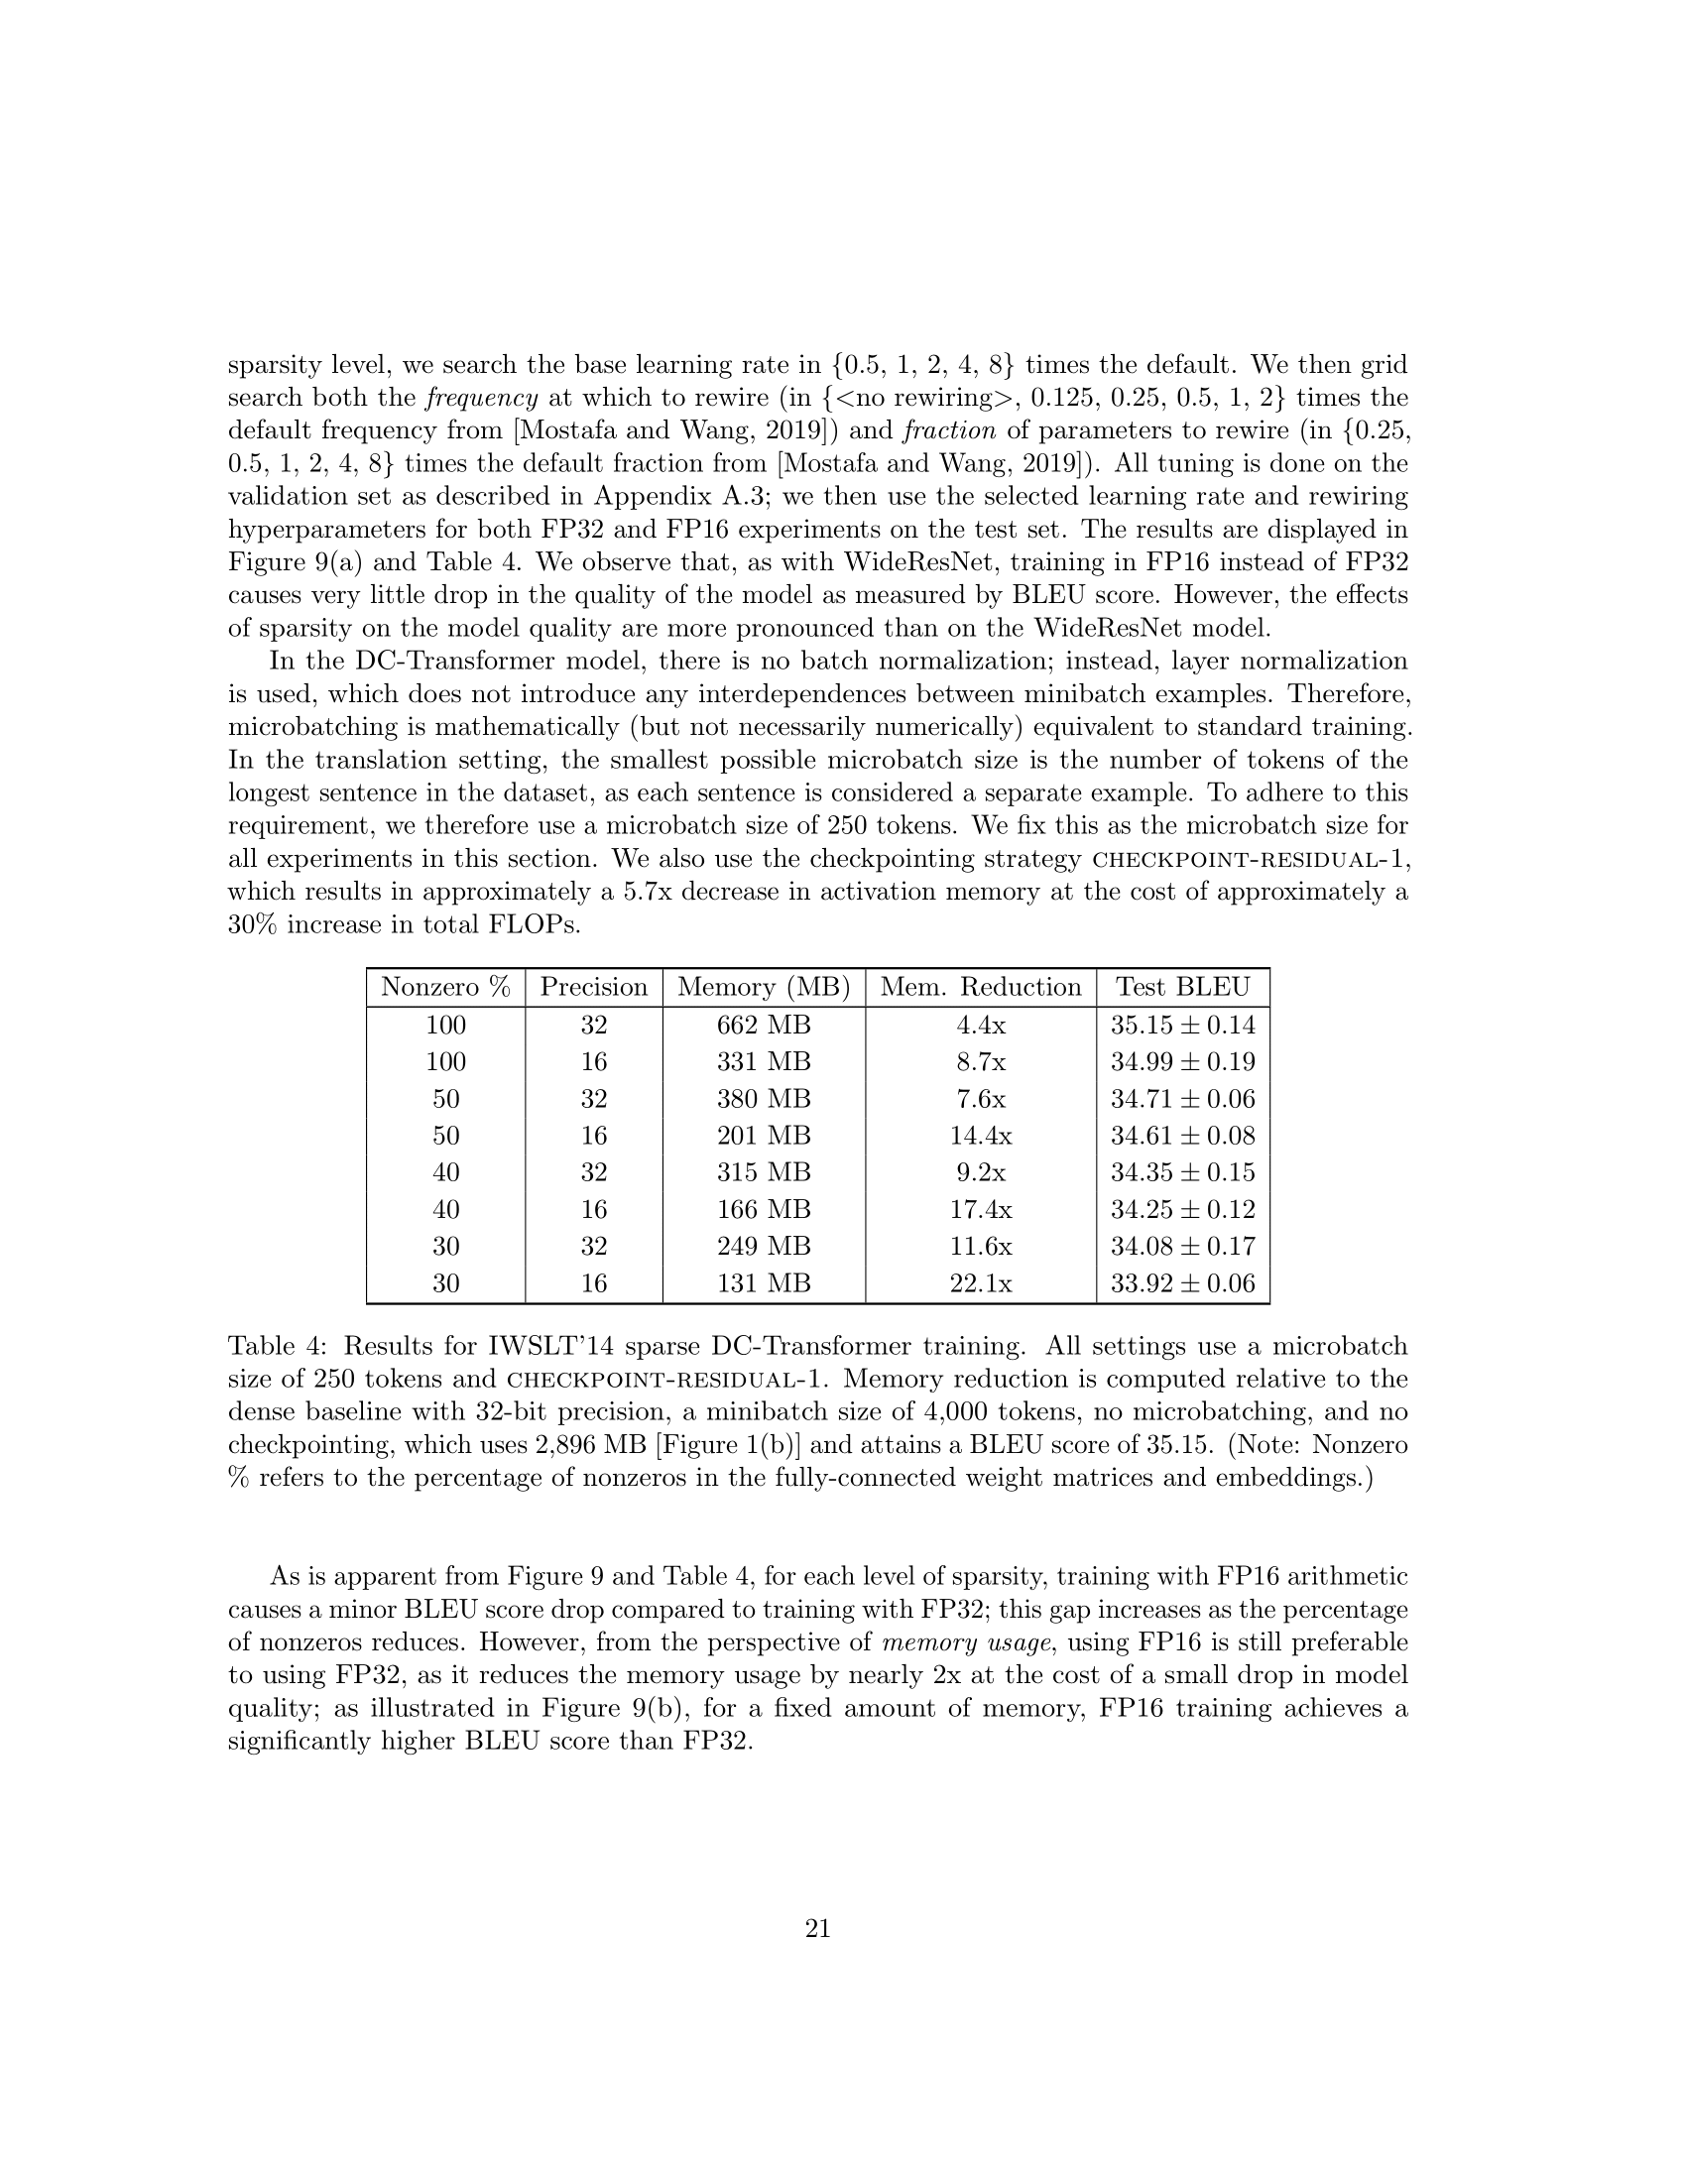 sparsity level, we search the base learning rate in {0.5, 1, 2, 4, 8} times the default. We then grid
search both the frequency at which to rewire (in {<no rewiring>, 0.125, 0.25, 0.5, 1, 2} times the
default frequency from [Mostafa and Wang, 2019]) and fraction of parameters to rewire (in {0.25,
0.5, 1, 2, 4, 8} times the default fraction from [Mostafa and Wang, 2019]). All tuning is done on the
validation set as described in Appendix A.3; we then use the selected learning rate and rewiring
hyperparameters for both FP32 and FP16 experiments on the test set. The results are displayed in
Figure 9(a) and Table 4. We observe that, as with WideResNet, training in FP16 instead of FP32
causes very little drop in the quality of the model as measured by BLEU score. However, the effects
of sparsity on the model quality are more pronounced than on the WideResNet model.
In the DC-Transformer model, there is no batch normalization; instead, layer normalization
is used, which does not introduce any interdependences between minibatch examples. Therefore,
microbatching is mathematically (but not necessarily numerically) equivalent to standard training.
In the translation setting, the smallest possible microbatch size is the number of tokens of the
longest sentence in the dataset, as each sentence is considered a separate example. To adhere to this
requirement, we therefore use a microbatch size of 250 tokens. We fix this as the microbatch size for
all experiments in this section. We also use the checkpointing strategy CHECKPOINT-RESIDUAL-1,
which results in approximately a 5.7x decrease in activation memory at the cost of approximately a
30% increase in total FLOPs.
Nonzero % Precision Memory (MB) Mem. Reduction Test BLEU
100 32 662 MB 4.4x 35.15 ± 0.14
100 16 331 MB 8.7x 34.99 ± 0.19
50 32 380 MB 7.6x 34.71 ± 0.06
50 16 201 MB 14.4x 34.61 ± 0.08
40 32 315 MB 9.2x 34.35 ± 0.15
40 16 166 MB 17.4x 34.25 ± 0.12
30 32 249 MB 11.6x 34.08 ± 0.17
30 16 131 MB 22.1x 33.92 ± 0.06
Table 4: Results for IWSLT'14 sparse DC-Transformer training. All settings use a microbatch
size of 250 tokens and CHECKPOINT-RESIDUAL-1. Memory reduction is computed relative to the
dense baseline with 32-bit precision, a minibatch size of 4,000 tokens, no microbatching, and no
checkpointing, which uses 2,896 MB [Figure 1(b)] and attains a BLEU score of 35.15. (Note: Nonzero
% refers to the percentage of nonzeros in the fully-connected weight matrices and embeddings.)
As is apparent from Figure 9 and Table 4, for each level of sparsity, training with FP16 arithmetic
causes a minor BLEU score drop compared to training with FP32; this gap increases as the percentage
of nonzeros reduces. However, from the perspective of memory usage, using FP16 is still preferable
to using FP32, as it reduces the memory usage by nearly 2x at the cost of a small drop in model
quality; as illustrated in Figure 9(b), for a fixed amount of memory, FP16 training achieves a
significantly higher BLEU score than FP32.
21